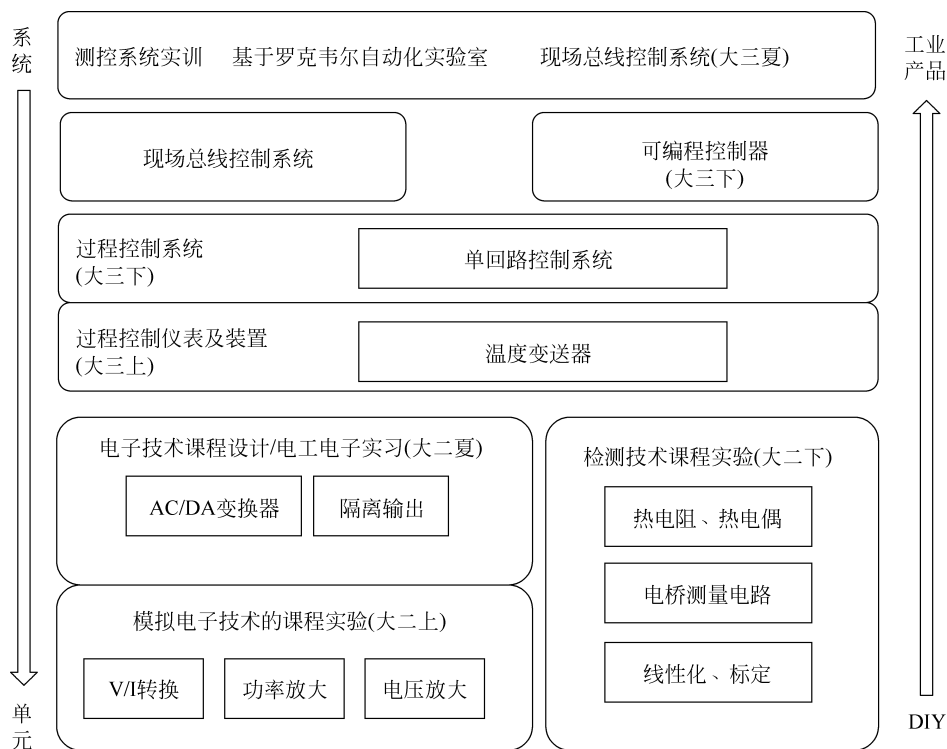 系统
工业产品
测控系统实训 基于罗克韦尔自动化实验室 现场总线控制系统(大三夏)
现场总线控制系统
可编程控制器
(大三下)
过程控制系统
(大三下)
单回路控制系统
过程控制仪表及装置
(大三上)
温度变送器
电子技术课程设计/电工电子实习(大二夏)
AC/DA变换器
隔离输出
模拟电子技术的课程实验(大二上)
V/I转换
功率放大
电压放大
检测技术课程实验(大二下)
热电阻、热电偶
电桥测量电路
线性化、标定
单元
DIY